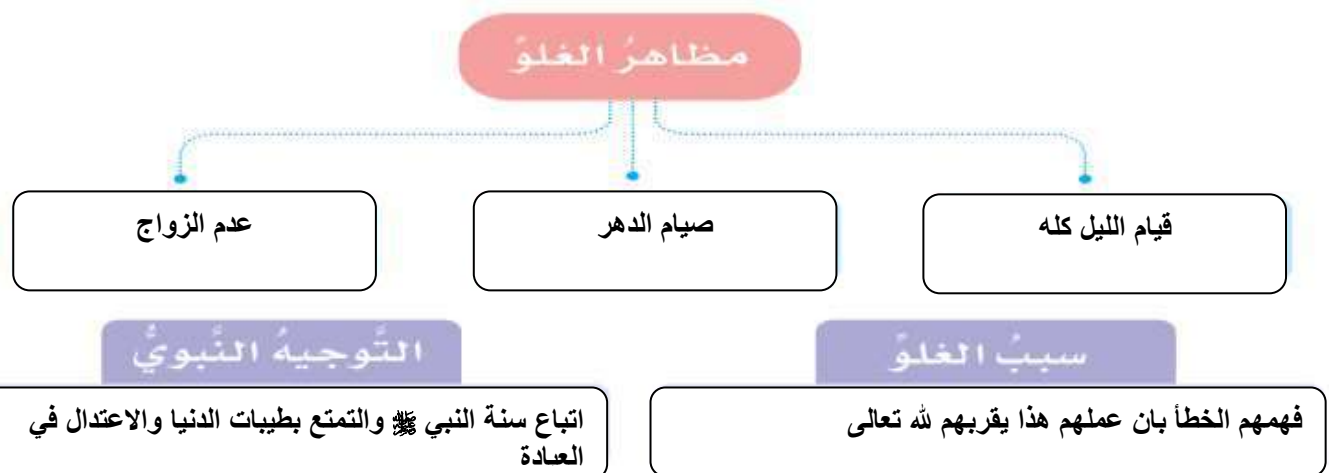 مظاهرُ الغلوِّ
قيام الليل كله
صيام الدهر
عدم الزواج
سببُ الغلوِّ
فهمهم الخطأ بان عملهم هذا يقربهم لله تعالى
التَّوجيهُ النَّبويُّ
اتباع سنة النبي ﷺ والتمتع بطيبات الدنيا والاعتدال في
العبادة